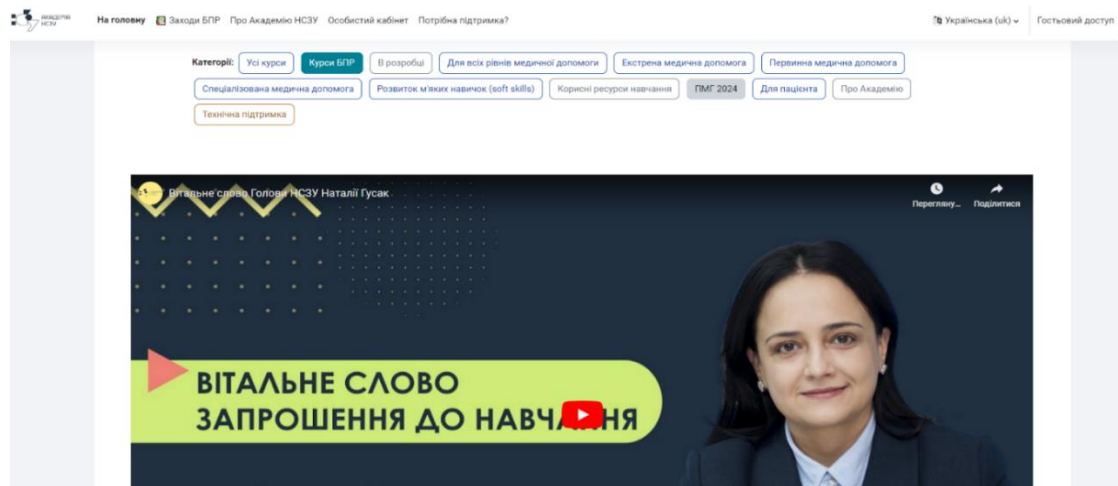 АКАДЕМІЯ НСЗУ
На головну Заходи БПР Про Академію НСЗУ Особистий кабінет Потрібна підтримка? Українська (uk) Гостьовий доступ
Категорії: Усі курси Курси БПР В розробці Для всіх рівнів медичної допомоги Екстрена медична допомога Первинна медична допомога
Спеціалізована медична допомога Розвиток м'яких навичок (soft skills) Корисні ресурси навчання ПМГ 2024 Для пацієнта Про Академію
Технічна підтримка
Вітальне слово Голови НСЗУ Наталії Гусак
Перегляну... Поділитися
ВІТАЛЬНЕ СЛОВО
ЗАПРОШЕННЯ ДО НАВЧАННЯ